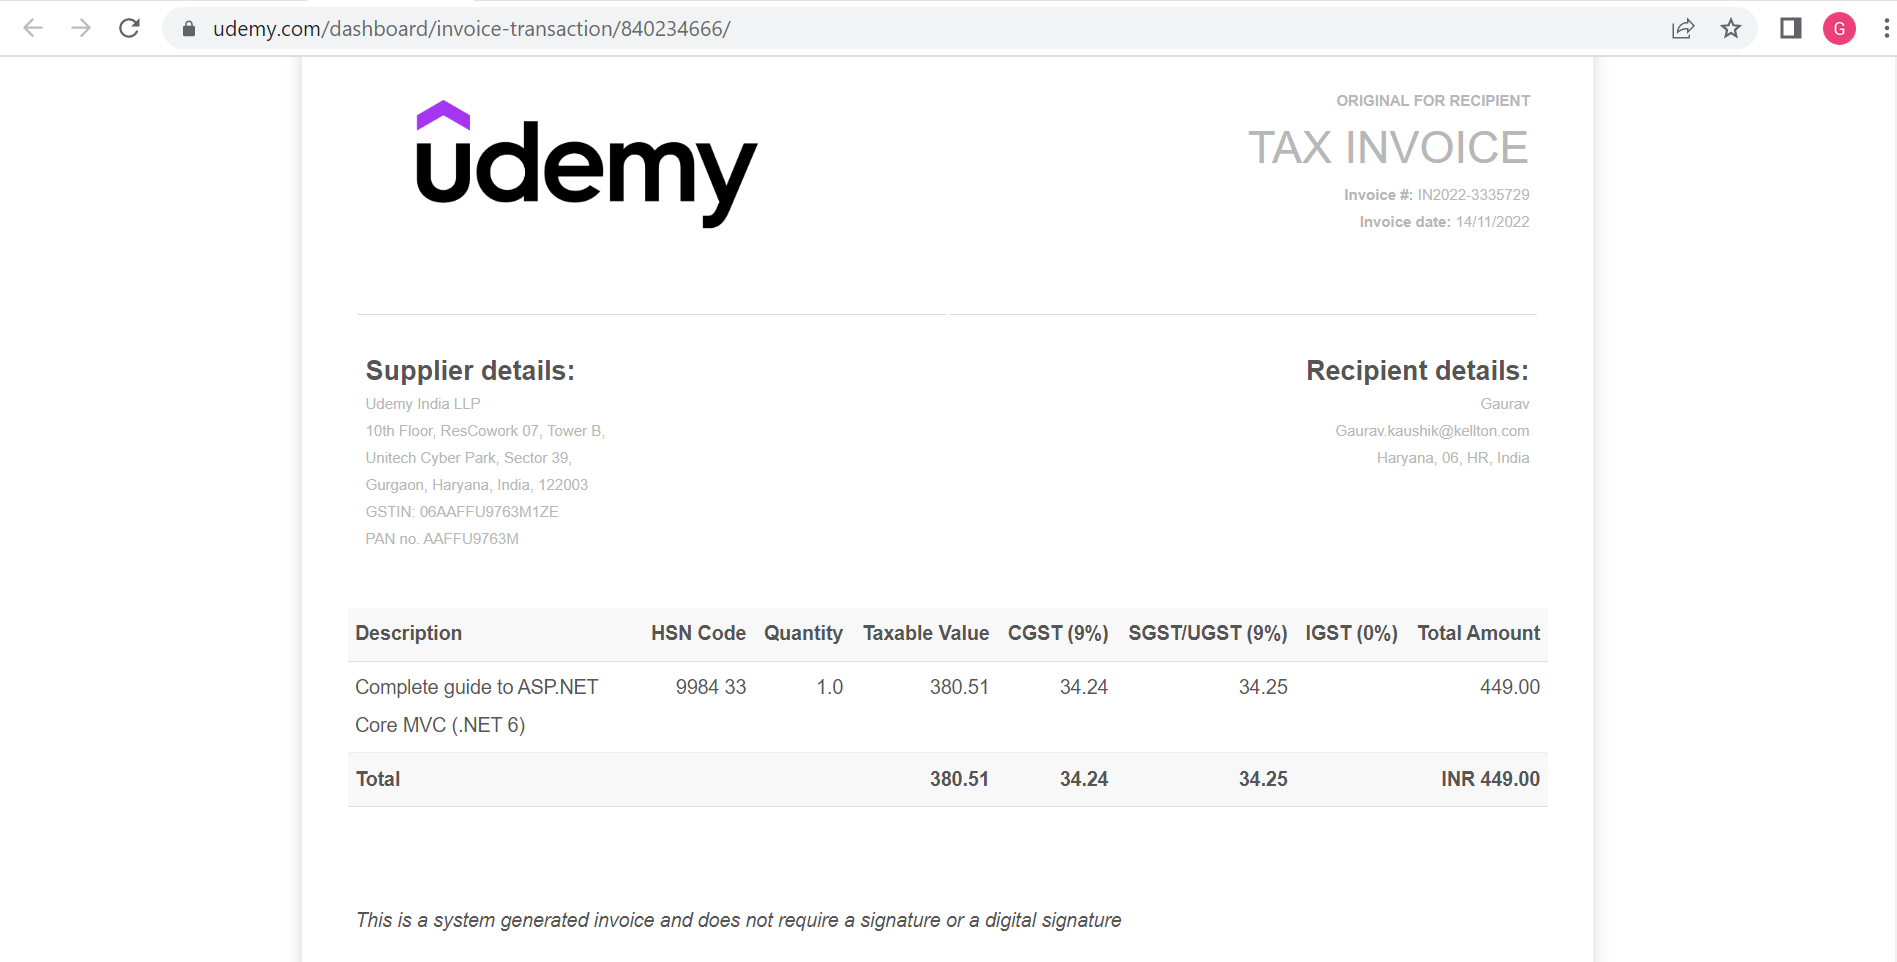 udemy.com/dashboard/invoice-transaction/840234666/
G
udemy
ORIGINAL FOR RECIPIENT
TAX INVOICE
Invoice #: IN2022-3335729
Invoice date: 14/11/2022
Supplier details:
Udemy India LLP
10th Floor, ResCowork 07, Tower B,
Unitech Cyber Park, Sector 39,
Gurgaon, Haryana, India, 122003
GSTIN: 06AAFFU9763M1ZE
PAN no. AAFFU9763M
Recipient details:
Gaurav
Gaurav.kaushik@kellton.com
Haryana, 06, HR, India
Description HSN Code Quantity Taxable Value CGST (9%) SGST/UGST (9%) IGST (0%) Total Amount
Complete guide to ASP.NET 9984 33 1.0 380.51 34.24 34.25 449.00
Core MVC (.NET 6)
Total 380.51 34.24 34.25 INR 449.00
This is a system generated invoice and does not require a signature or a digital signature